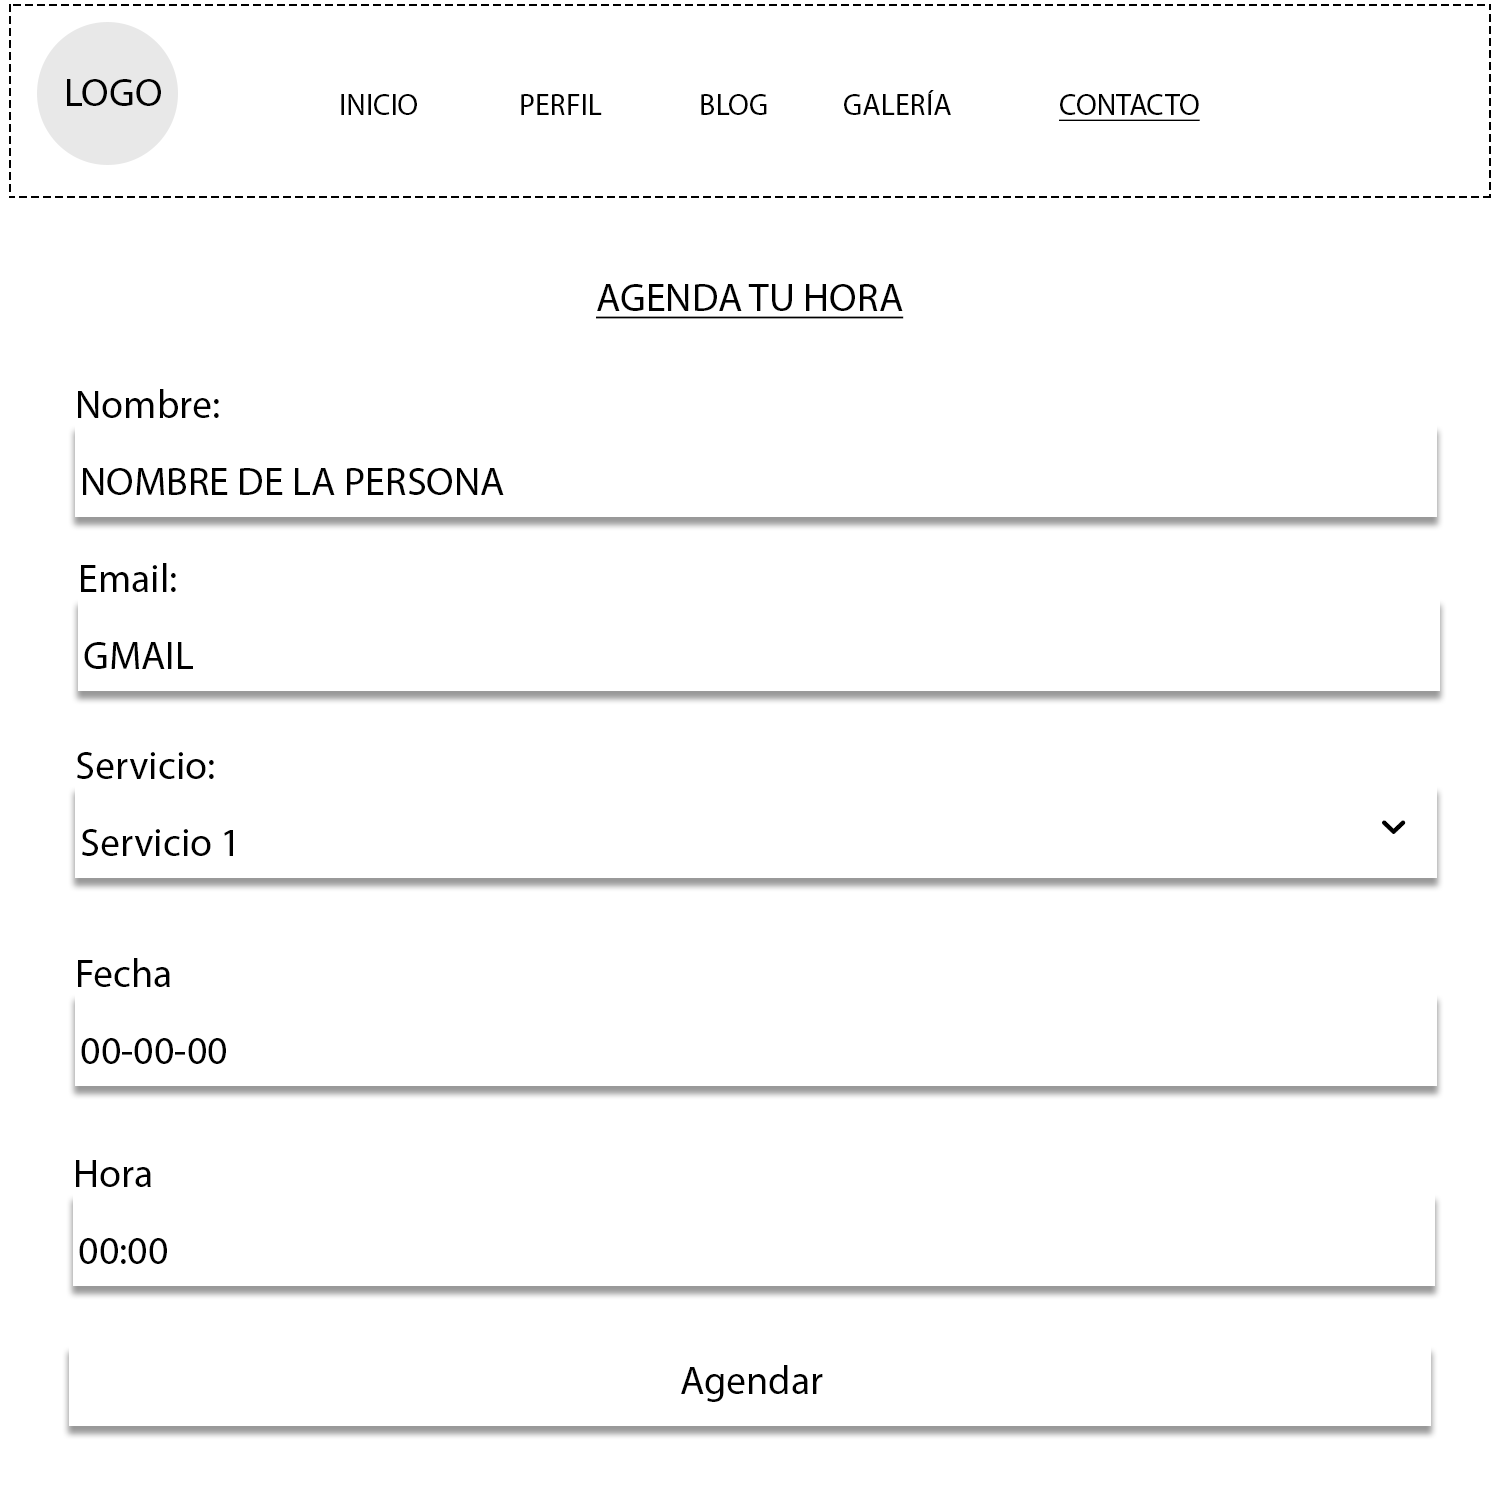 LOGO
INICIO PERFIL BLOG GALERÍA CONTACTO
AGENDA TU HORA
Nombre:
NOMBRE DE LA PERSONA
Email:
GMAIL
Servicio:
Servicio 1
Fecha
00-00-00
Hora
00:00
Agendar